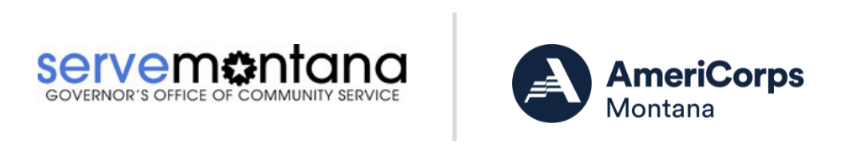 servemontana
GOVERNOR'S OFFICE OF COMMUNITY SERVICE
AmeriCorps
Montana